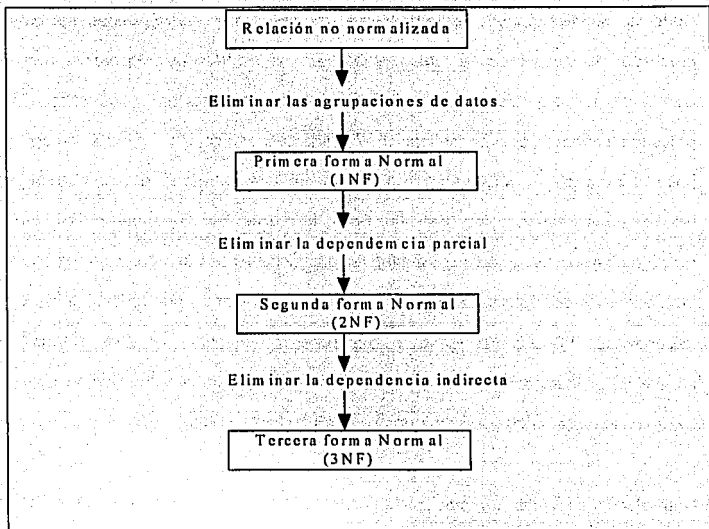 Relación no normalizada
Eliminar las agrupaciones de datos
Primera forma Normal
(1NF)
Eliminar la dependemcia parcial
Segunda forma Normal
(2NF)
Eliminar la dependencia indirecta
Tercera forma Normal
(3NF)